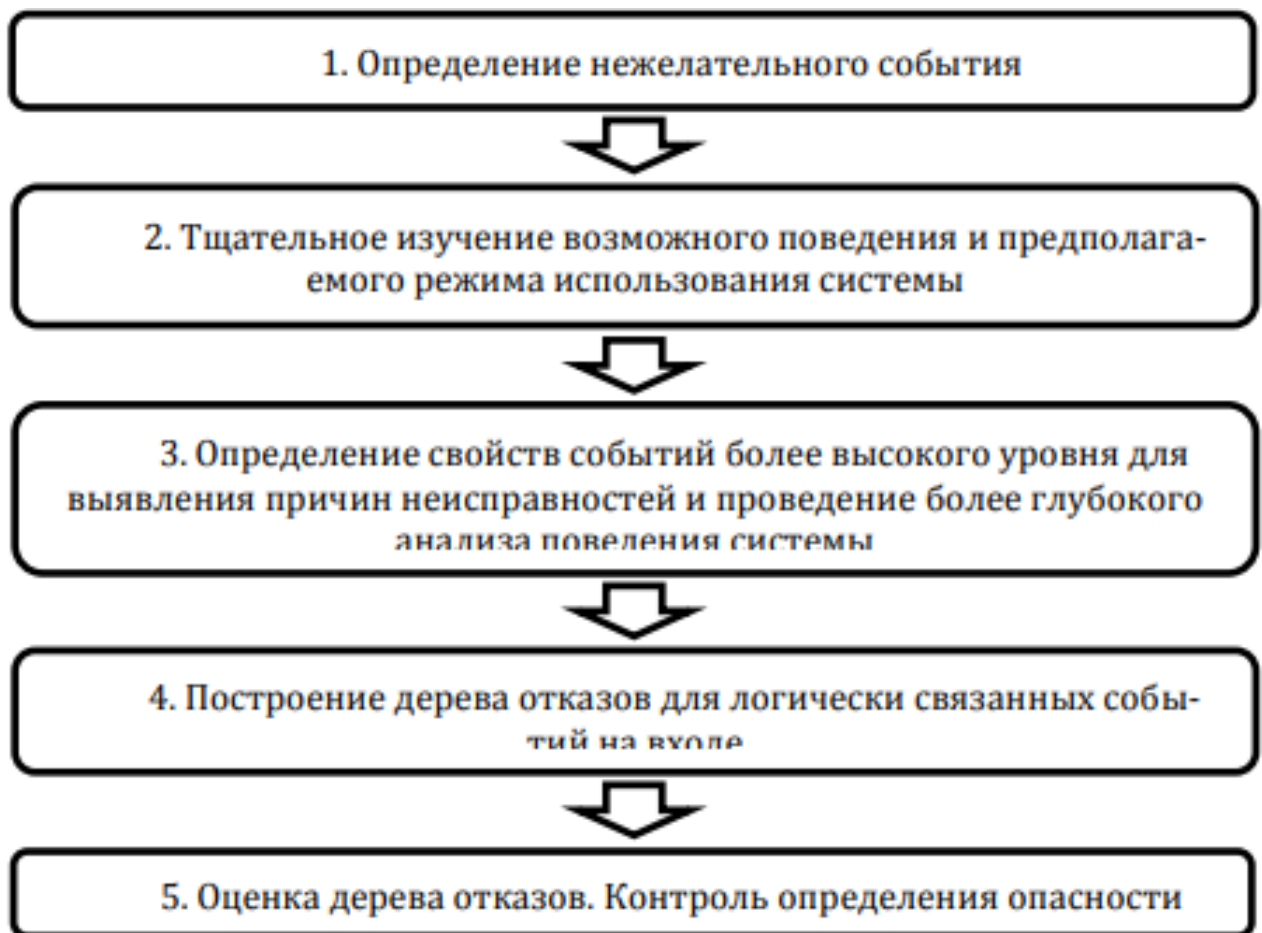 1. Определение нежелательного события
2. Тщательное изучение возможного поведения и предполага-
емого режима использования системы
3. Определение свойств событий более высокого уровня для
выявления причин неисправностей и проведение более глубокого
анализа поведения системы
4. Построение дерева отказов для логически связанных собы-
тий на входе
5. Оценка дерева отказов. Контроль определения опасности